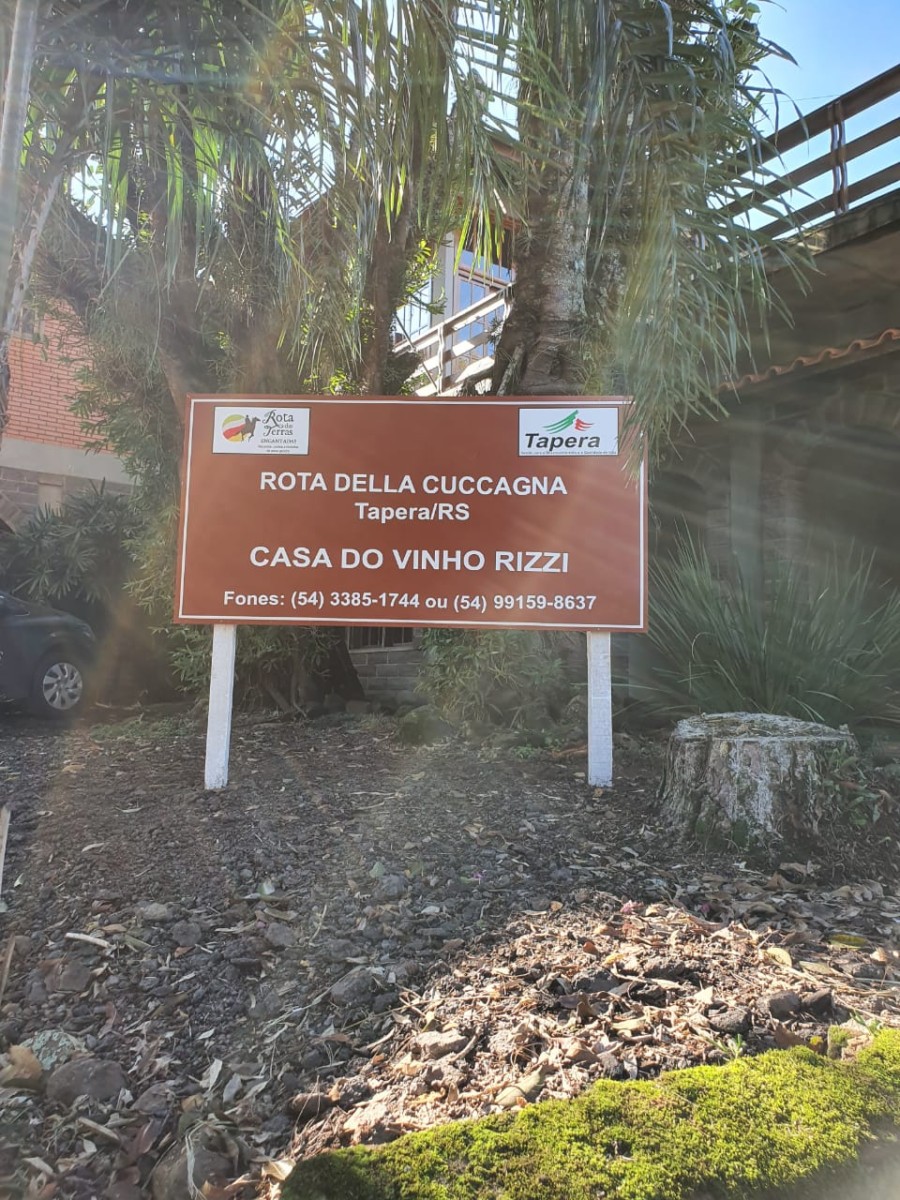 Rota
das
Terras
ENCANTADAS
Tapera
ROTA DELLA CUCCAGNA
Tapera/RS
CASA DO VINHO RIZZI
Fones: (54) 3385-1744 ou (54) 99159-8637